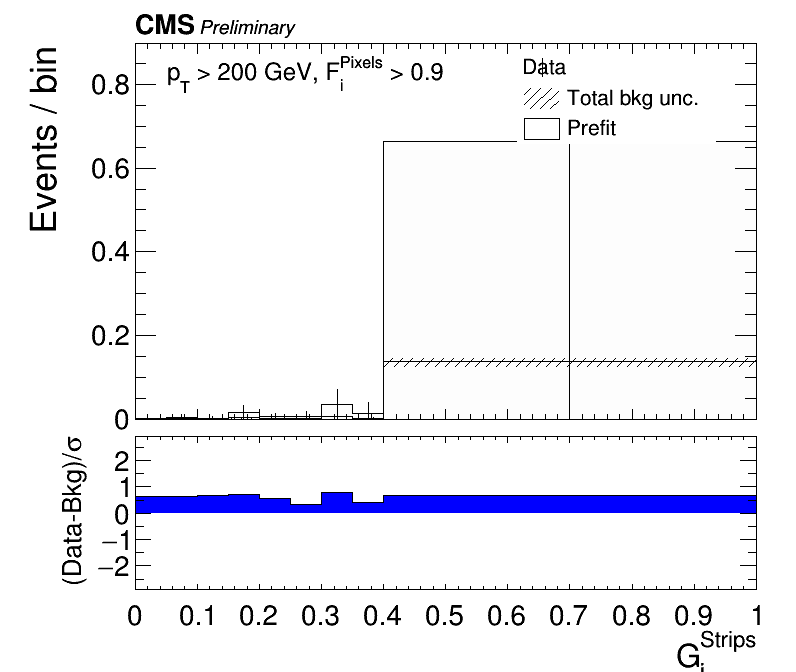 CMS Preliminary
p_T > 200 GeV, F_i^Pixels > 0.9
Data
Total bkg unc.
Prefit
Events / bin
0.8
0.6
0.4
0.2
0
(Data-Bkg)/σ
2
1
0
−1
−2
0 0.1 0.2 0.3 0.4 0.5 0.6 0.7 0.8 0.9 1
G_i^Strips